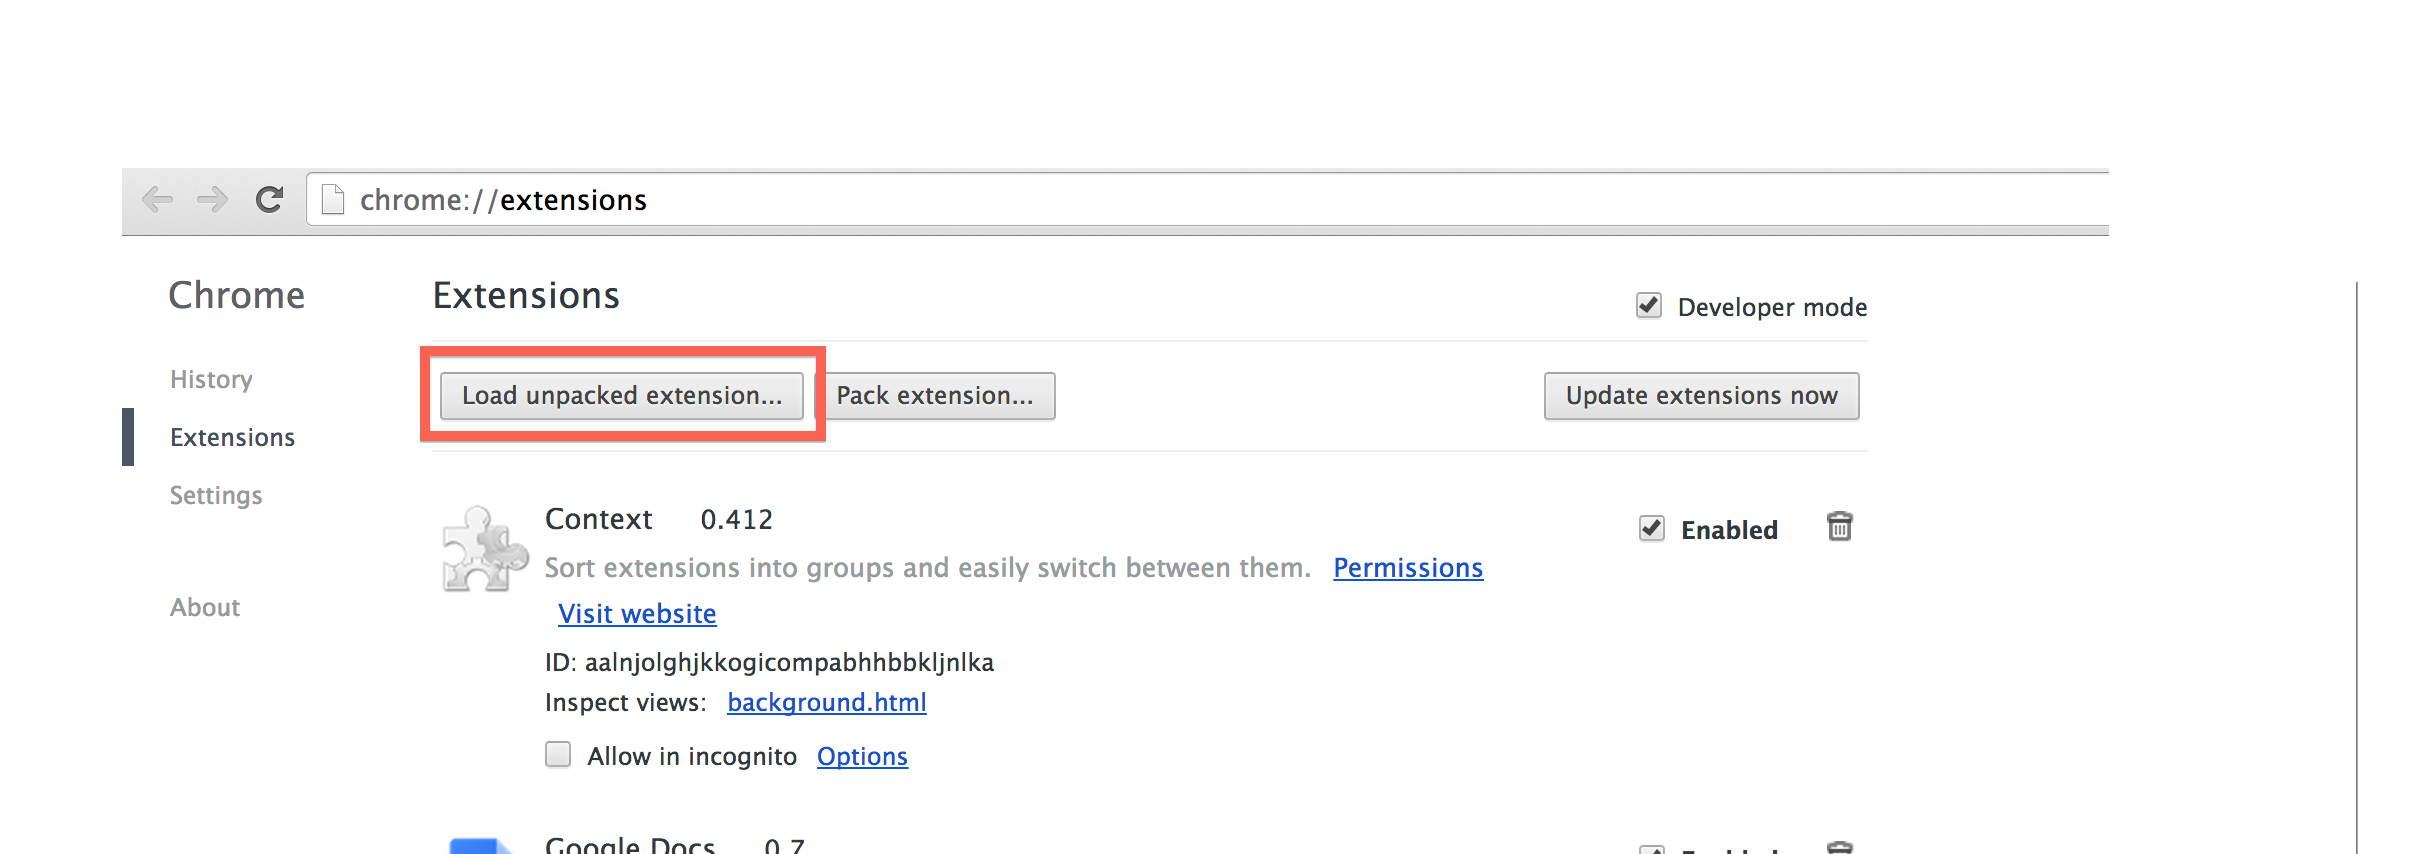 chrome://extensions
Chrome
Extensions
Developer mode
History
Load unpacked extension...
Pack extension...
Update extensions now
Extensions
Settings
Context 0.412
Enabled
Sort extensions into groups and easily switch between them. Permissions
Visit website
About
ID: aalnjolghjkkogicompabhhbbkljnlka
Inspect views: background.html
Allow in incognito Options
Google Docs 0.7
Enabled